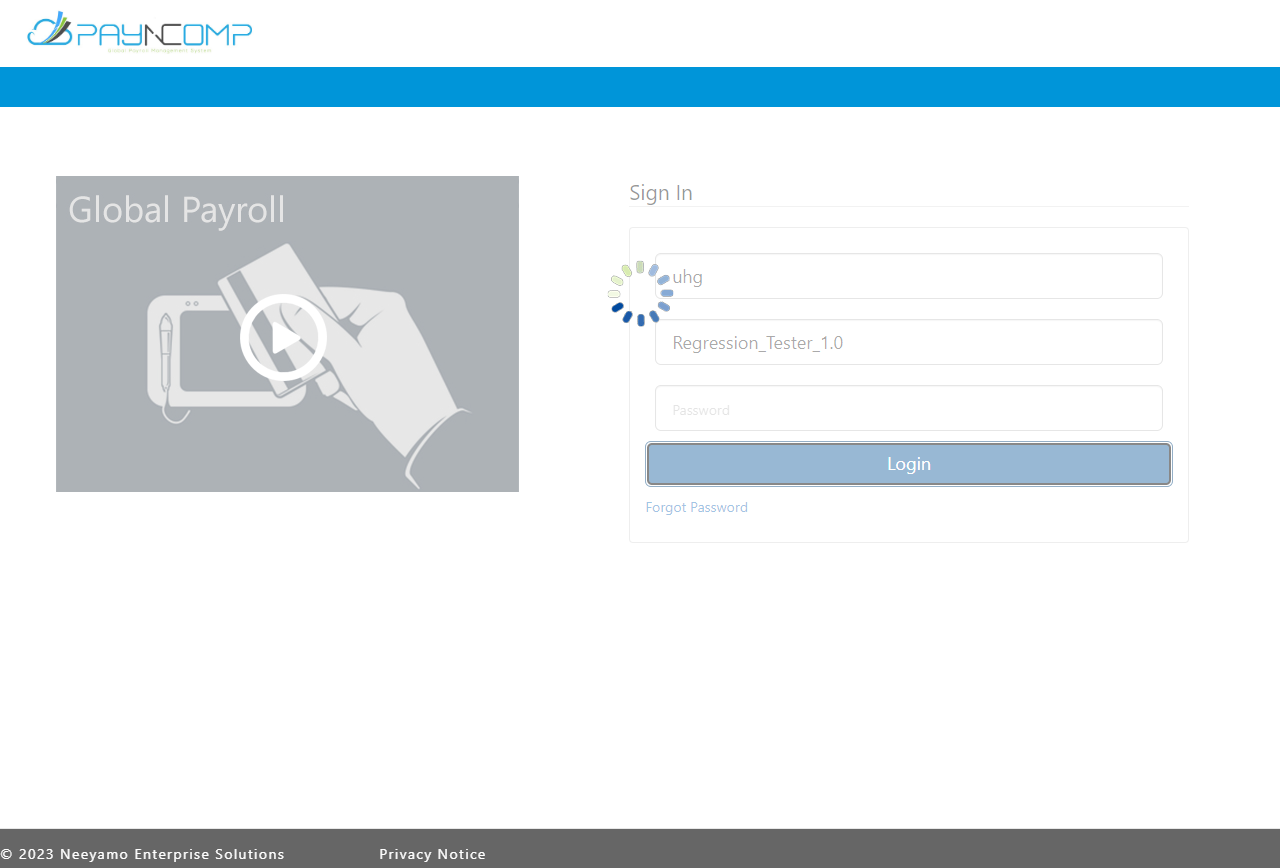 PAYNCOMP
Global Payroll Management System
Global Payroll
Sign In
uhg
Regression_Tester_1.0
Password
Login
Forgot Password
© 2023 Neeyamo Enterprise Solutions
Privacy Notice